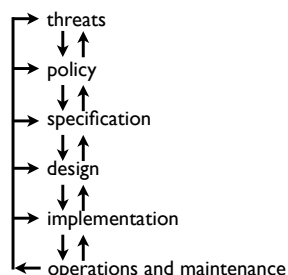 threats
policy
specification
design
implementation
operations and maintenance